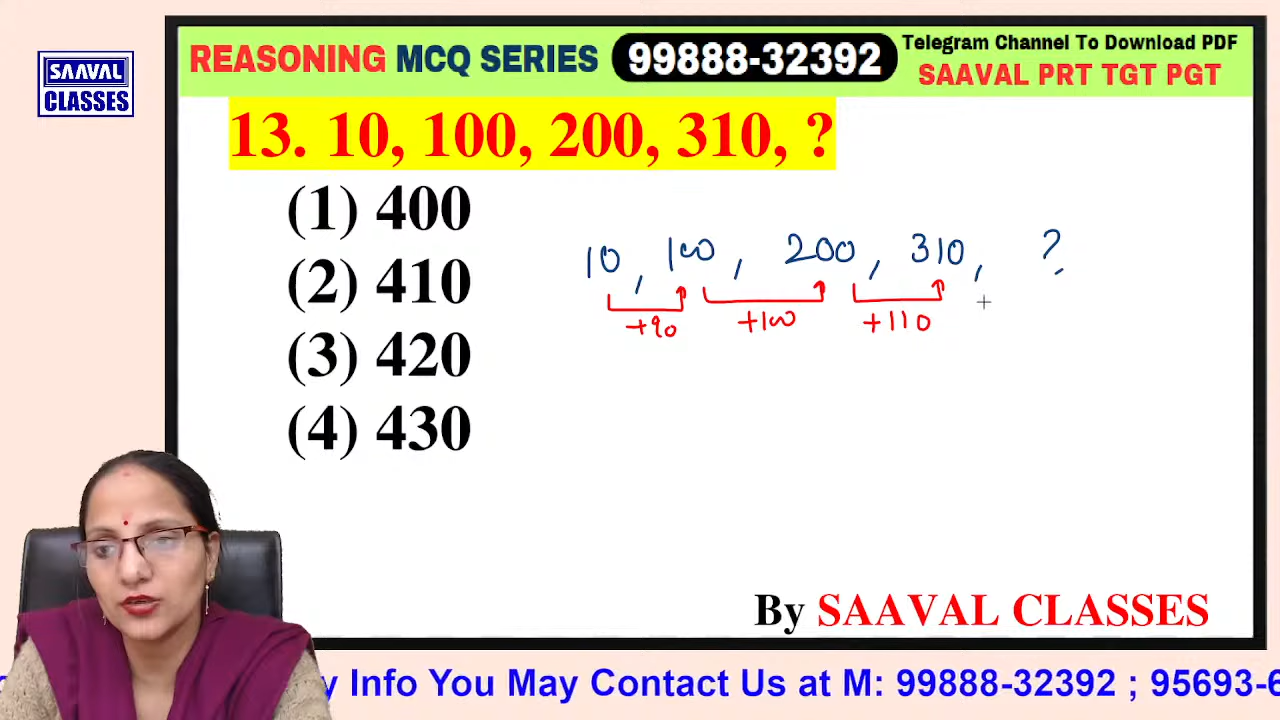 SAAVAL
CLASSES
REASONING MCQ SERIES
99888-32392
Telegram Channel To Download PDF
SAAVAL PRT TGT PGT
13. 10, 100, 200, 310, ?
(1) 400
(2) 410
(3) 420
(4) 430
10, 100, 200, 310, ?
+90 +100 +110
By SAAVAL CLASSES
y Info You May Contact Us at M: 99888-32392 ; 95693-6